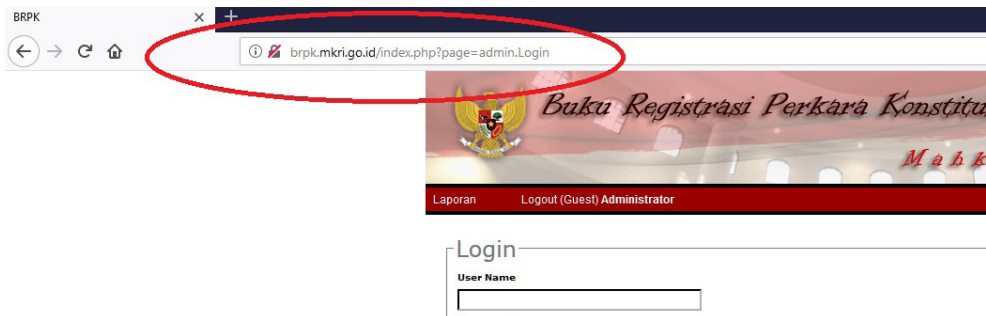 BRPK
brpk.mkri.go.id/index.php?page=admin.Login
Buku Registrasi Perkara
Laporan Logout (Guest) Administrator
Login
User Name